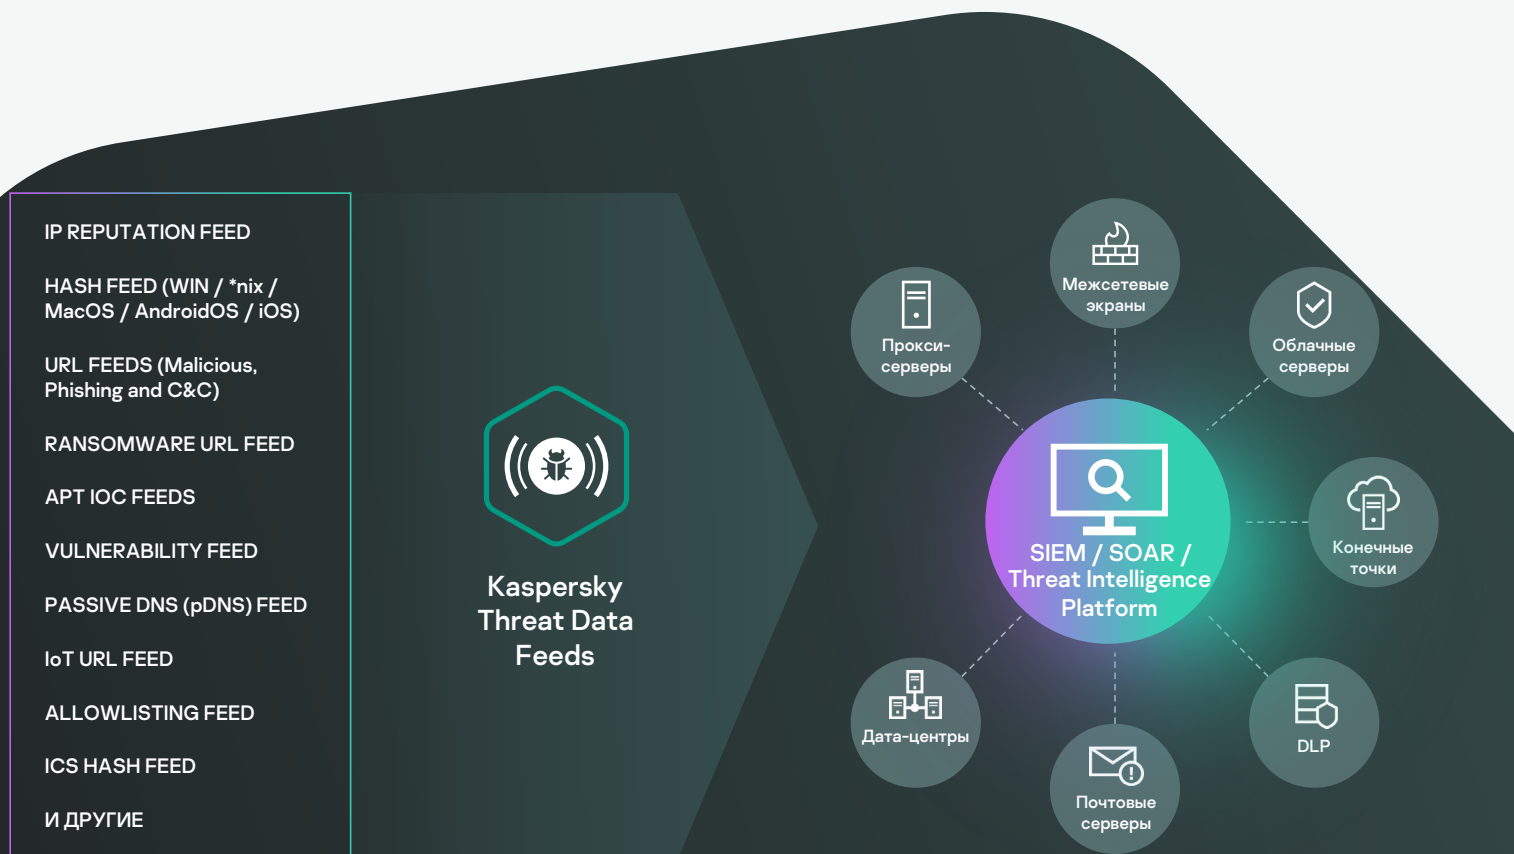 IP REPUTATION FEED
HASH FEED (WIN / *nix /
MacOS / AndroidOS / iOS)
URL FEEDS (Malicious,
Phishing and C&C)
RANSOMWARE URL FEED
APT IOC FEEDS
VULNERABILITY FEED
PASSIVE DNS (pDNS) FEED
IoT URL FEED
ALLOWLISTING FEED
ICS HASH FEED
И ДРУГИЕ
Kaspersky
Threat Data
Feeds
Прокси-
серверы
Межсетевые
экраны
Облачные
серверы
SIEM / SOAR /
Threat Intelligence
Platform
Конечные
точки
Дата-центры
Почтовые
серверы
DLP